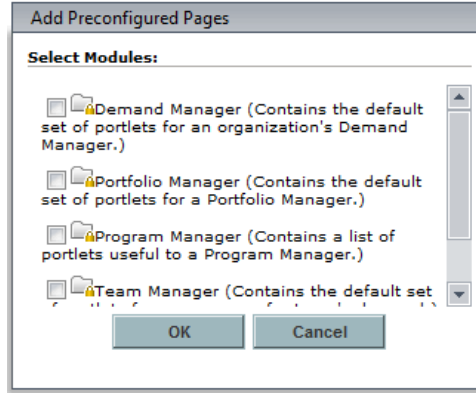 Add Preconfigured Pages
Select Modules:
Demand Manager (Contains the default
set of portlets for an organization's Demand
Manager.)
Portfolio Manager (Contains the default
set of portlets for a Portfolio Manager.)
Program Manager (Contains a list of
portlets useful to a Program Manager.)
Team Manager (Contains the default set
OK
Cancel